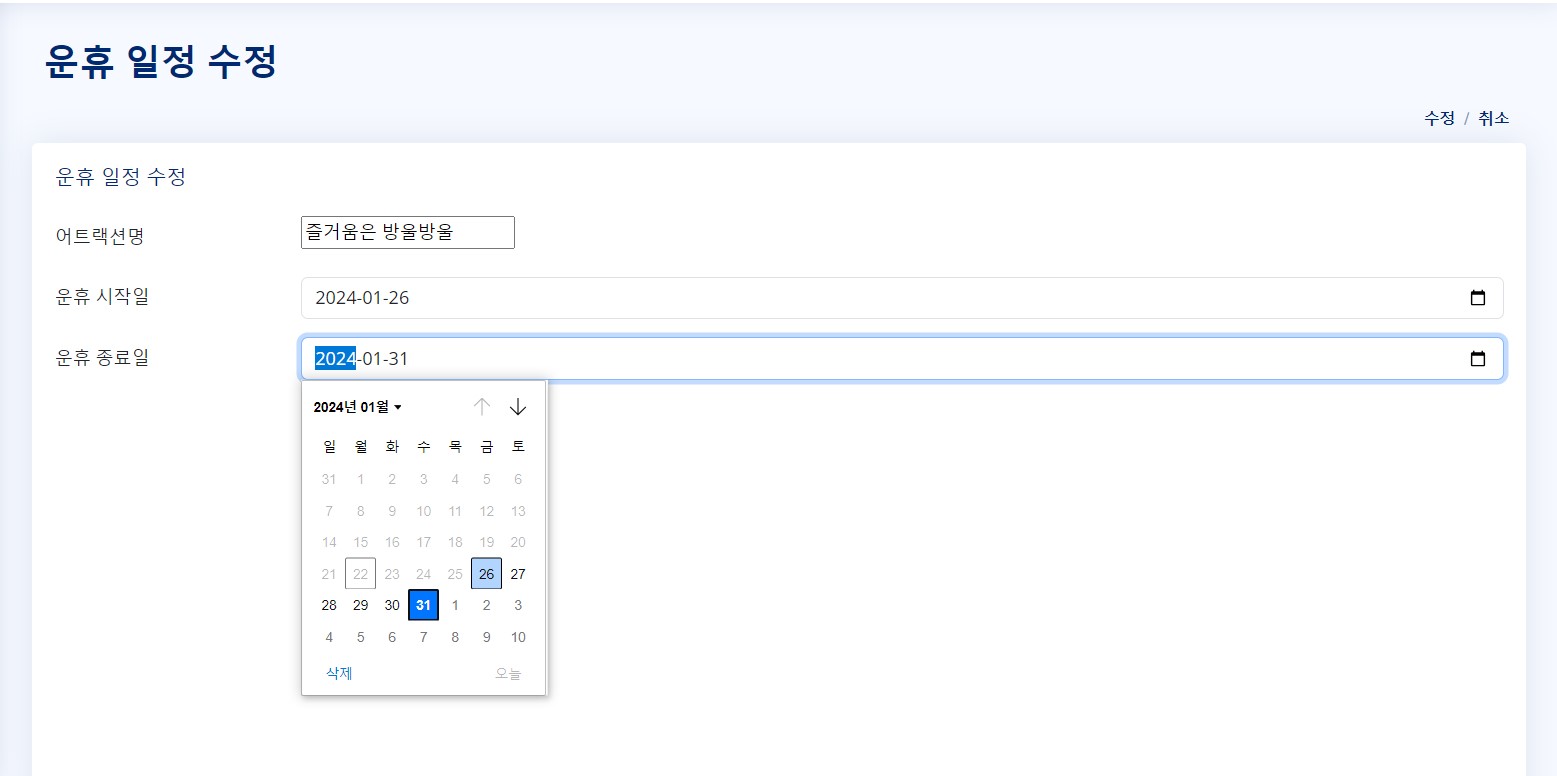 운휴 일정 수정
수정 / 취소
운휴 일정 수정
어트랙션명 즐거움은 방울방울
운휴 시작일 2024-01-26
운휴 종료일 2024-01-31
2024년 01월
일 월 화 수 목 금 토
31 1 2 3 4 5 6
7 8 9 10 11 12 13
14 15 16 17 18 19 20
21 22 23 24 25 26 27
28 29 30 31 1 2 3
4 5 6 7 8 9 10
삭제 오늘